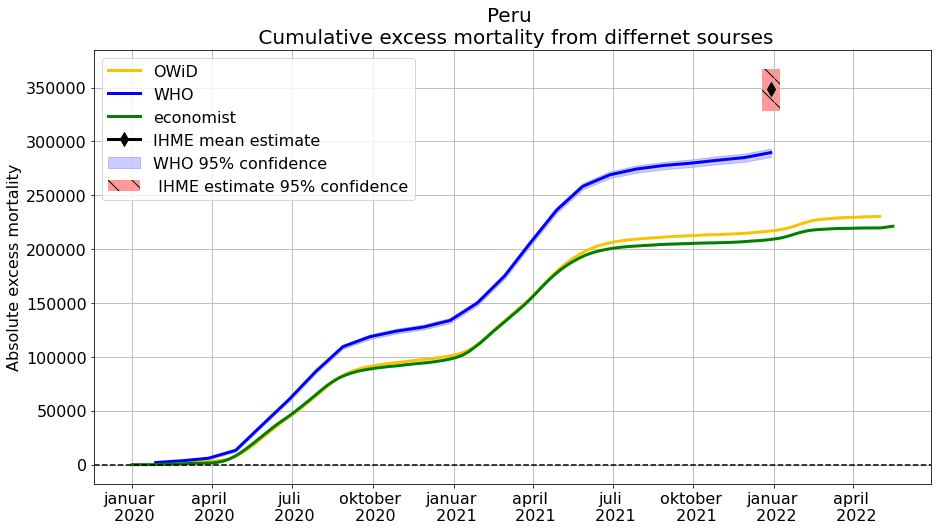 Peru
Cumulative excess mortality from differnet sourses
OWiD
WHO
economist
IHME mean estimate
WHO 95% confidence
IHME estimate 95% confidence
Absolute excess mortality
350000
300000
250000
200000
150000
100000
50000
0
januar april juli oktober januar april juli oktober januar april
2020 2020 2020 2020 2021 2021 2021 2021 2022 2022